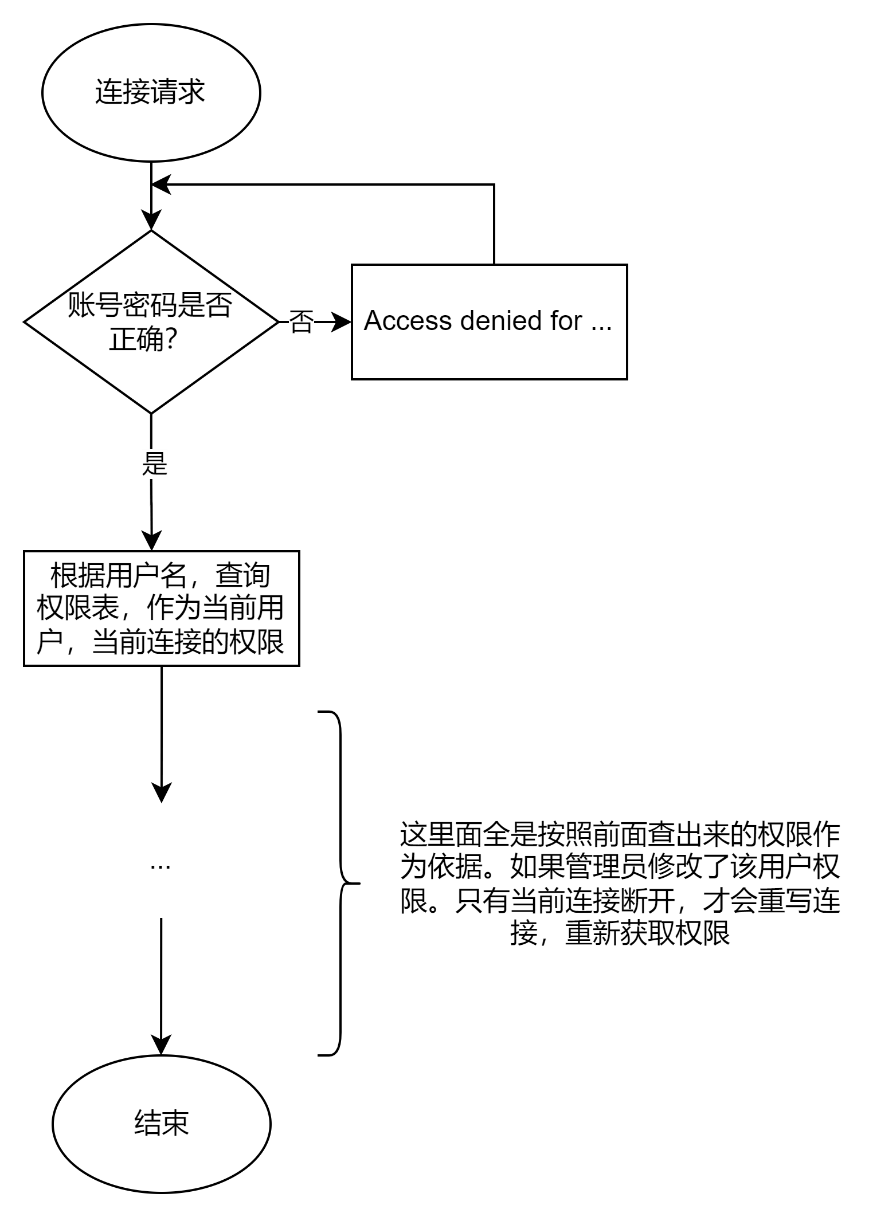 连接请求
账号密码是否
正确？
否
Access denied for ...
是
根据用户名，查询
权限表，作为当前用
户，当前连接的权限
...
这里面全是按照前面查出来的权限作
为依据。如果管理员修改了该用户权
限。只有当前连接断开，才会重写连
接，重新获取权限
结束